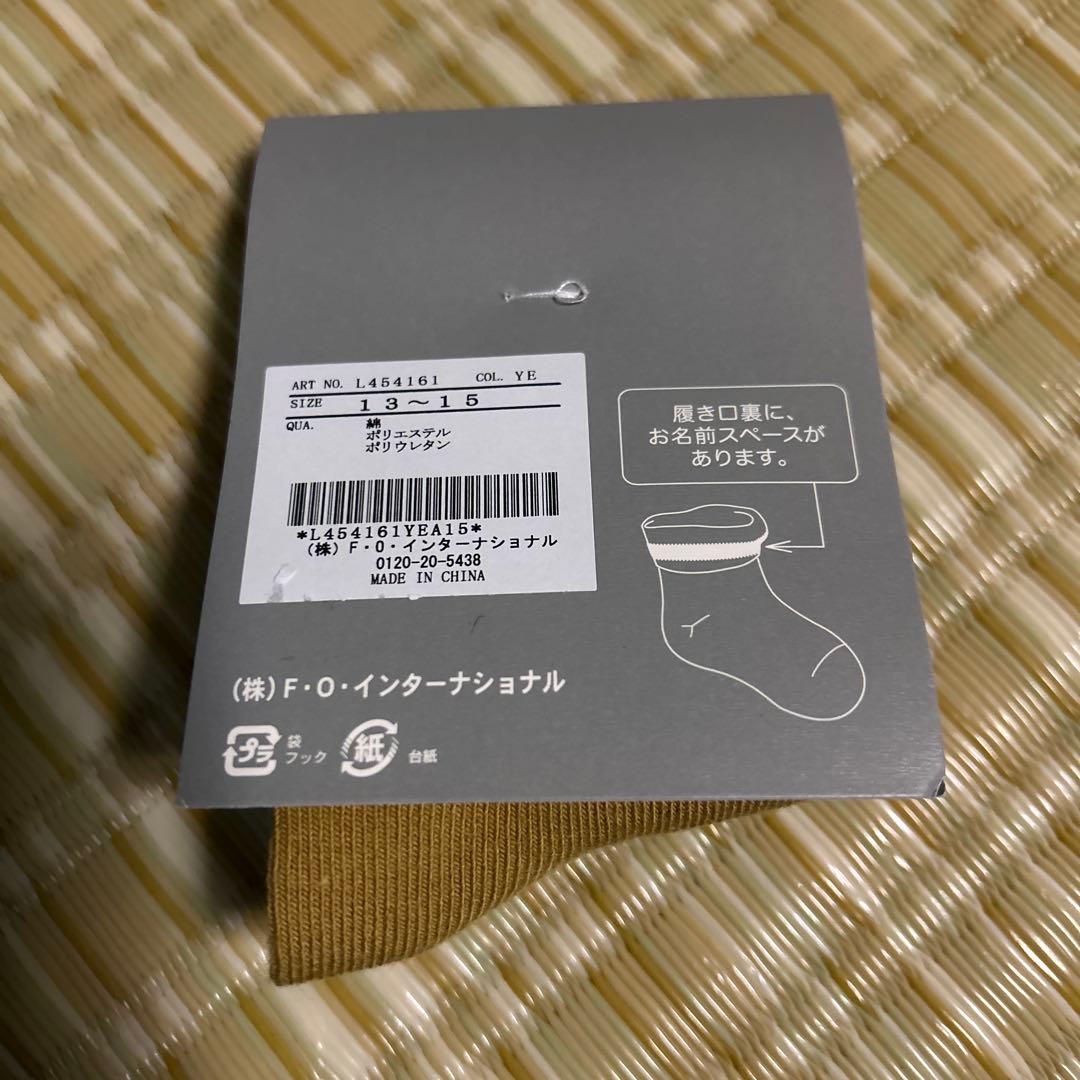 ART NO. L454161 COL. YE
SIZE 13～15
QUA. 綿
ポリエステル
ポリウレタン
*L454161YEA15*
(株) F・O・インターナショナル
0120-20-5438
MADE IN CHINA
履き口裏に、
お名前スペースが
あります。
(株)F・O・インターナショナル
プラ 袋
フック
紙 台紙